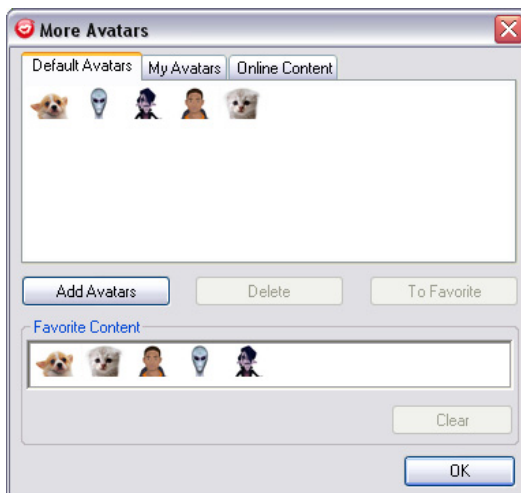 More Avatars
Default Avatars My Avatars Online Content
Add Avatars Delete To Favorite
Favorite Content
Clear
OK